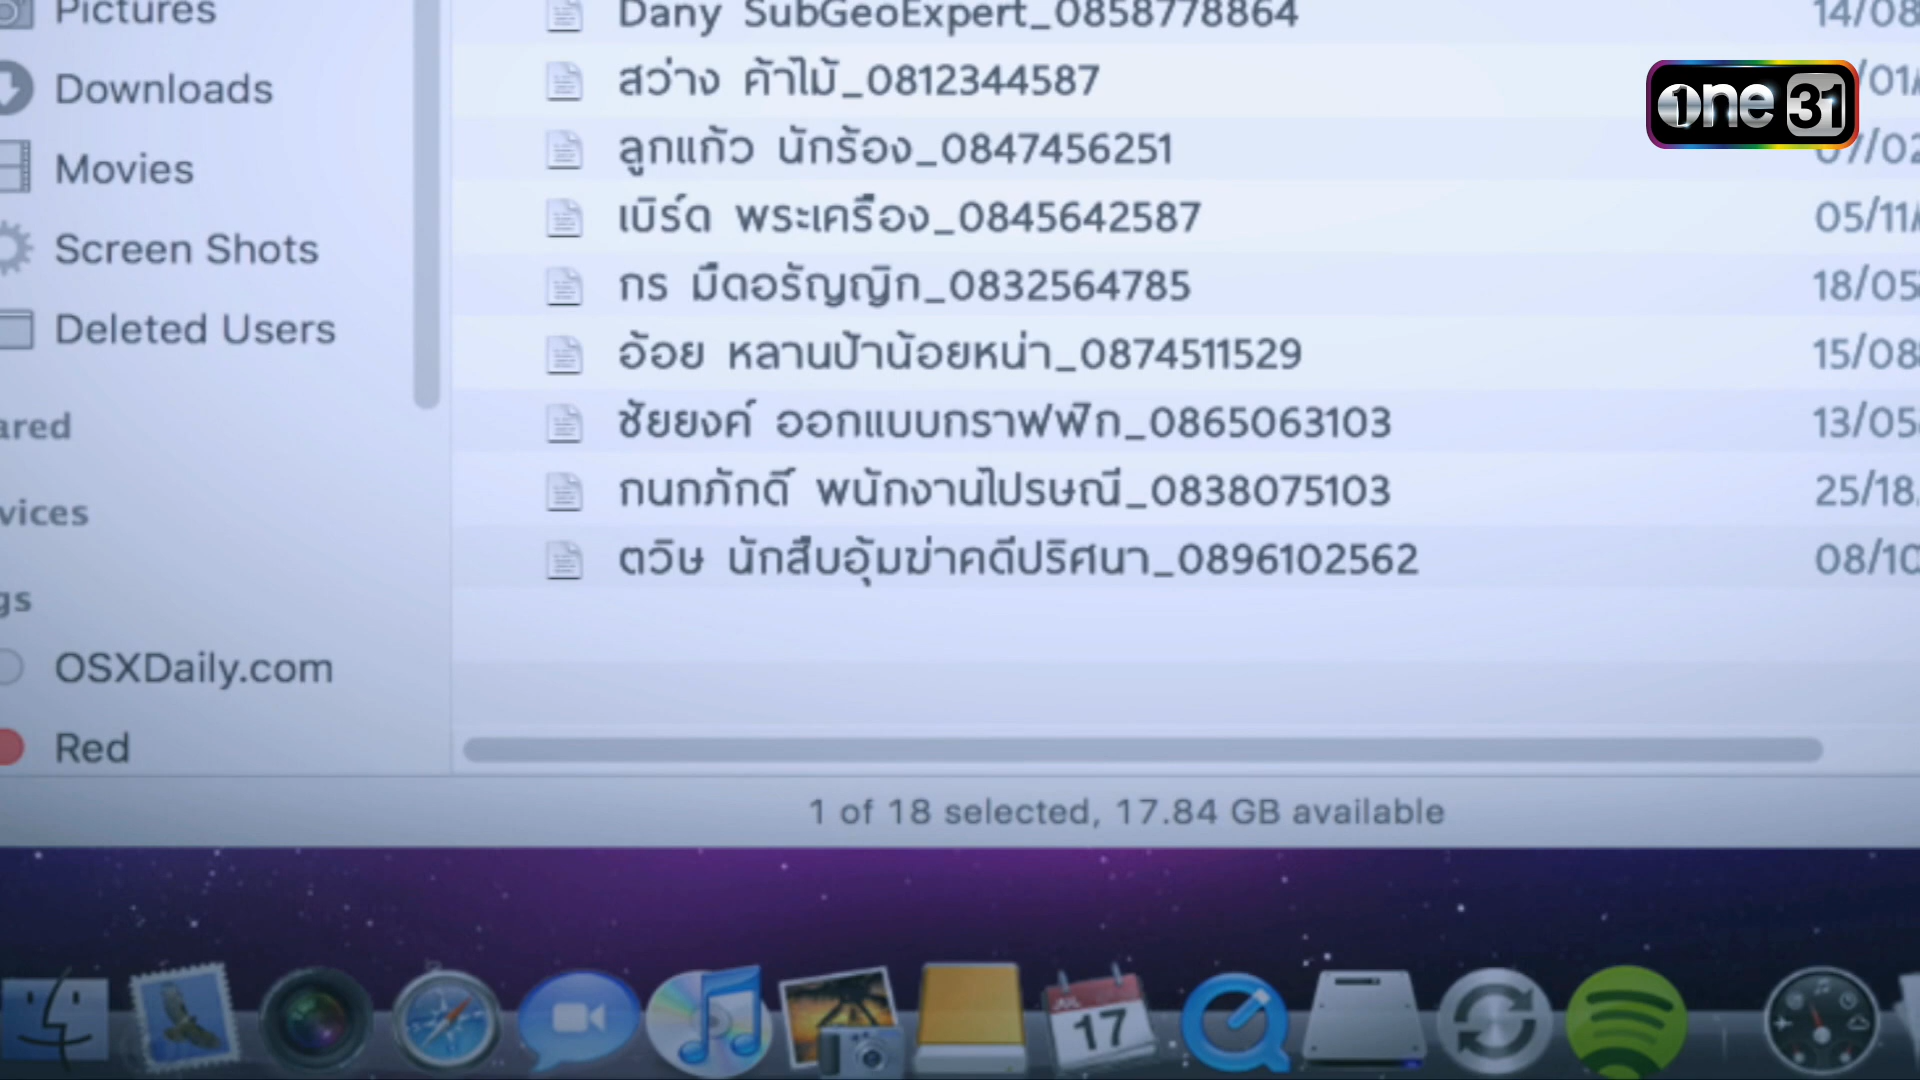 Pictures
Dany SubGeoExpert_0858778864
14/08
Downloads
สว่าง ค้าไม้_0812344587
/01/
one 31
Movies
ลูกแก้ว นักร้อง_0847456251
07/02
Screen Shots
เบิร์ด พระเครื่อง_0845642587
05/11/
กร มีดอรัญญิก_0832564785
18/05
Deleted Users
อ้อย หลานป้าน้อยหน่า_0874511529
15/08
ared
ชัยยงค์ ออกแบบกราฟฟิก_0865063103
13/05
vices
กนกภักดิ์ พนักงานไปรษณี_0838075103
25/18
ตวิษ นักสืบอุ้มฆ่าคดีปริศนา_0896102562
08/10
gs
OSXDaily.com
Red
1 of 18 selected, 17.84 GB available
JUL
17